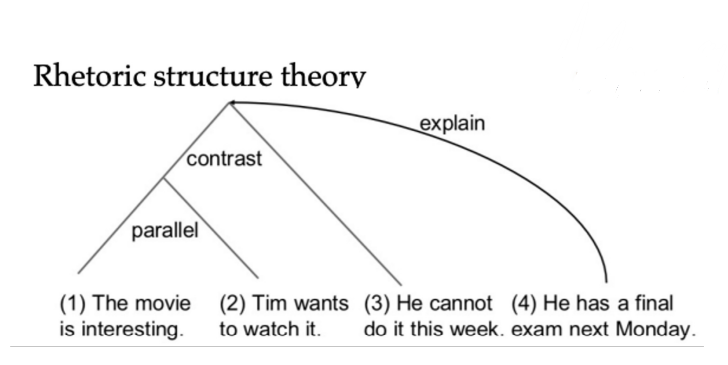 Rhetoric structure theory
explain
contrast
parallel
(1) The movie
is interesting.
(2) Tim wants
to watch it.
(3) He cannot
do it this week.
(4) He has a final
exam next Monday.